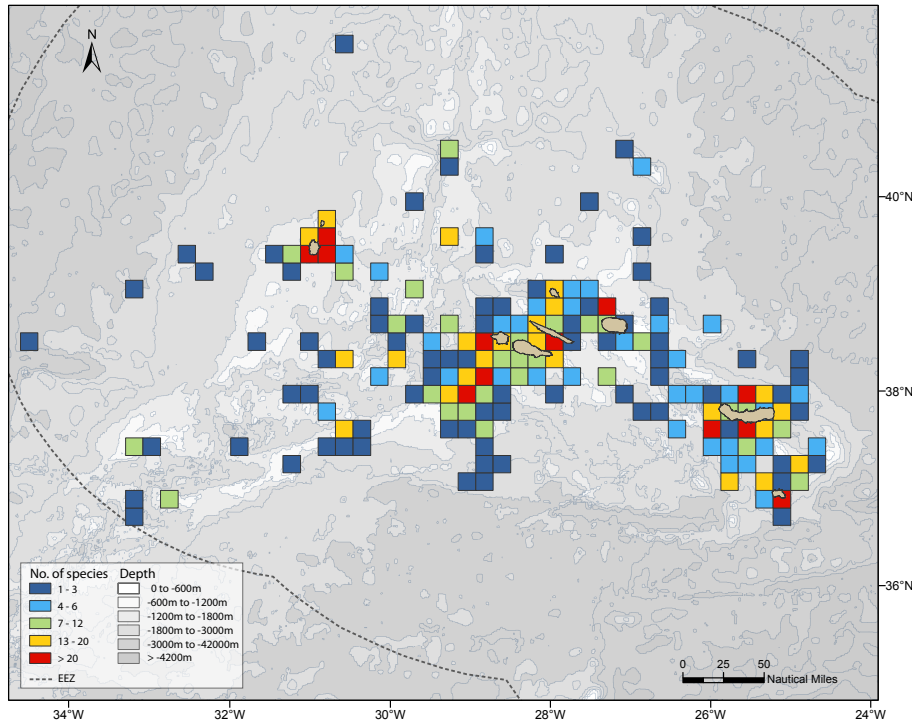 N
40°N
38°N
36°N
No. of species
1 - 3
4 - 6
7 - 12
13 - 20
> 20
EEZ
Depth
0 to -600m
-600m to -1200m
-1200m to -1800m
-1800m to -3000m
-3000m to -42000m
> -4200m
0 25 50
Nautical Miles
34°W 32°W 30°W 28°W 26°W 24°W